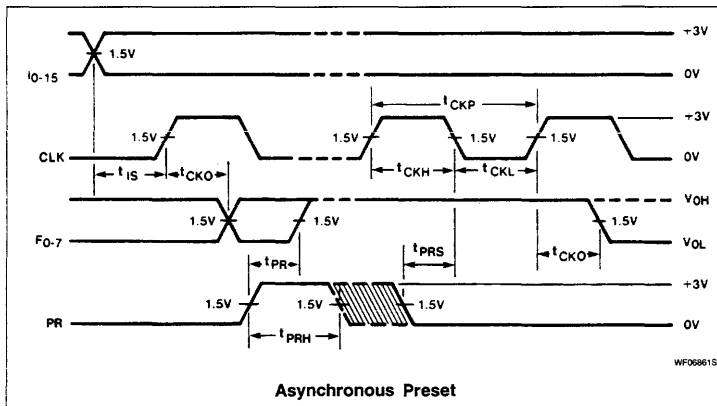 +3V
1.5V
I0-15
0V
tCKP
+3V
1.5V
1.5V
1.5V
1.5V
CLK
0V
tIS
tCKO
tCKH
tCKL
VOH
1.5V
1.5V
1.5V
F0-7
VOL
tPR
tPRS
tCKO
+3V
1.5V
1.5V
1.5V
PR
0V
tPRH
WF06861S
Asynchronous Preset